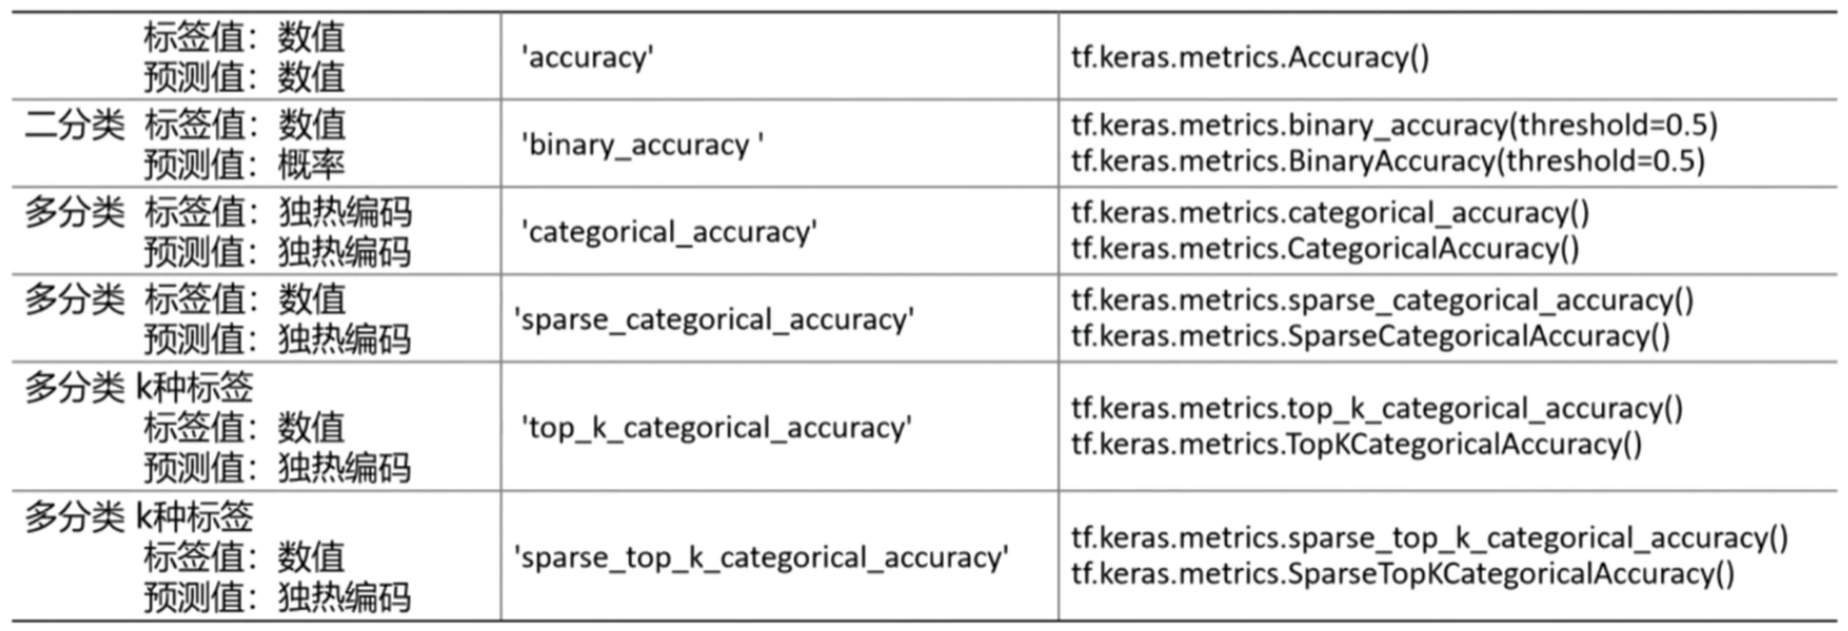 标签值：数值
预测值：数值
'accuracy'
tf.keras.metrics.Accuracy()
二分类 标签值：数值
预测值：概率
'binary_accuracy '
tf.keras.metrics.binary_accuracy(threshold=0.5)
tf.keras.metrics.BinaryAccuracy(threshold=0.5)
多分类 标签值：独热编码
预测值：独热编码
'categorical_accuracy'
tf.keras.metrics.categorical_accuracy()
tf.keras.metrics.CategoricalAccuracy()
多分类 标签值：数值
预测值：独热编码
'sparse_categorical_accuracy'
tf.keras.metrics.sparse_categorical_accuracy()
tf.keras.metrics.SparseCategoricalAccuracy()
多分类 k种标签
标签值：数值
预测值：独热编码
'top_k_categorical_accuracy'
tf.keras.metrics.top_k_categorical_accuracy()
tf.keras.metrics.TopKCategoricalAccuracy()
多分类 k种标签
标签值：数值
预测值：独热编码
'sparse_top_k_categorical_accuracy'
tf.keras.metrics.sparse_top_k_categorical_accuracy()
tf.keras.metrics.SparseTopKCategoricalAccuracy()